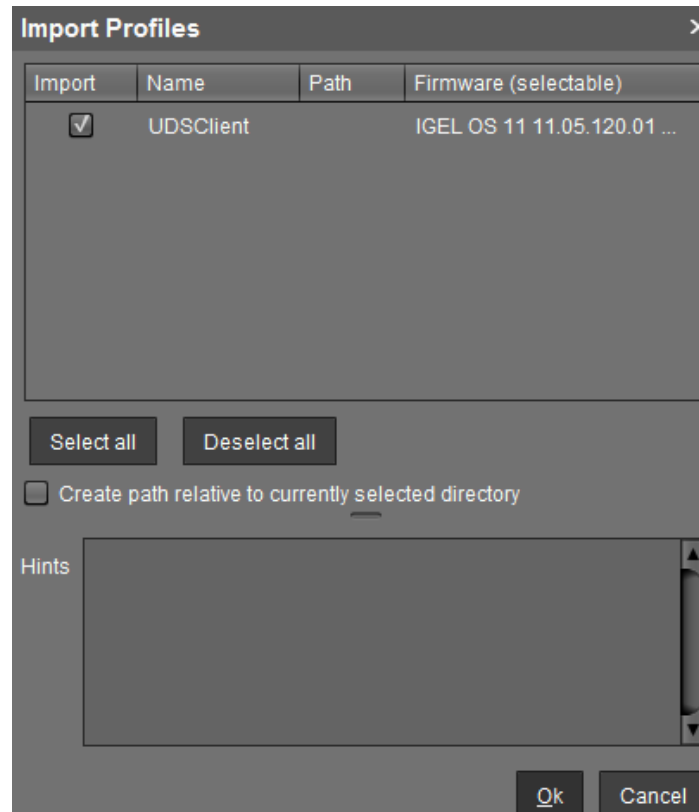 Import Profiles
Import Name Path Firmware (selectable)
UDSClient IGEL OS 11 11.05.120.01 ...
Select all Deselect all
Create path relative to currently selected directory
Hints
Ok Cancel